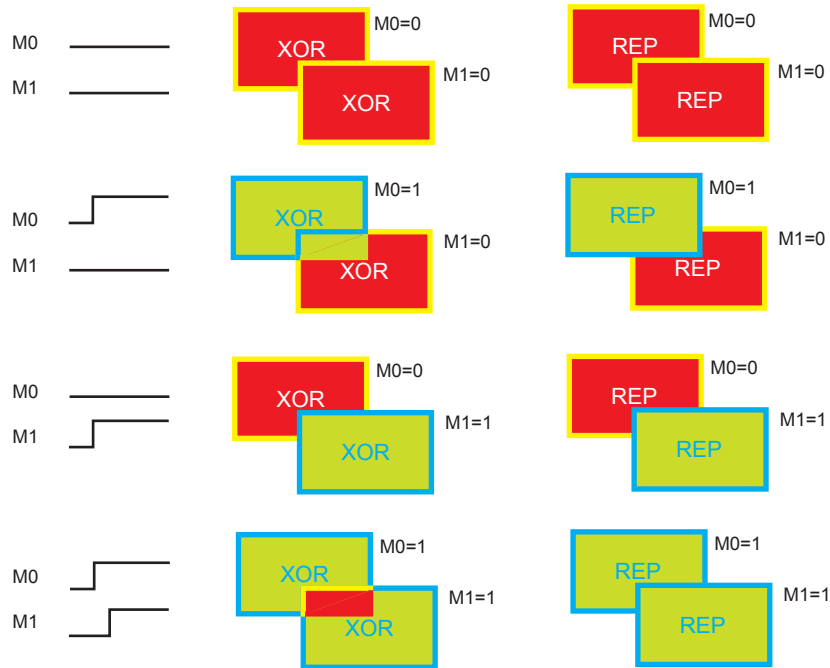 M0=0 M0=0
M0 XOR REP
M1=0 M1=0
M1 XOR REP
M0=1 M0=1
M0 XOR REP
M1=0 M1=0
M1 XOR REP
M0=0 M0=0
M0 XOR REP
M1=1 M1=1
M1 XOR REP
M0=1 M0=1
M0 XOR REP
M1=1 M1=1
M1 XOR REP